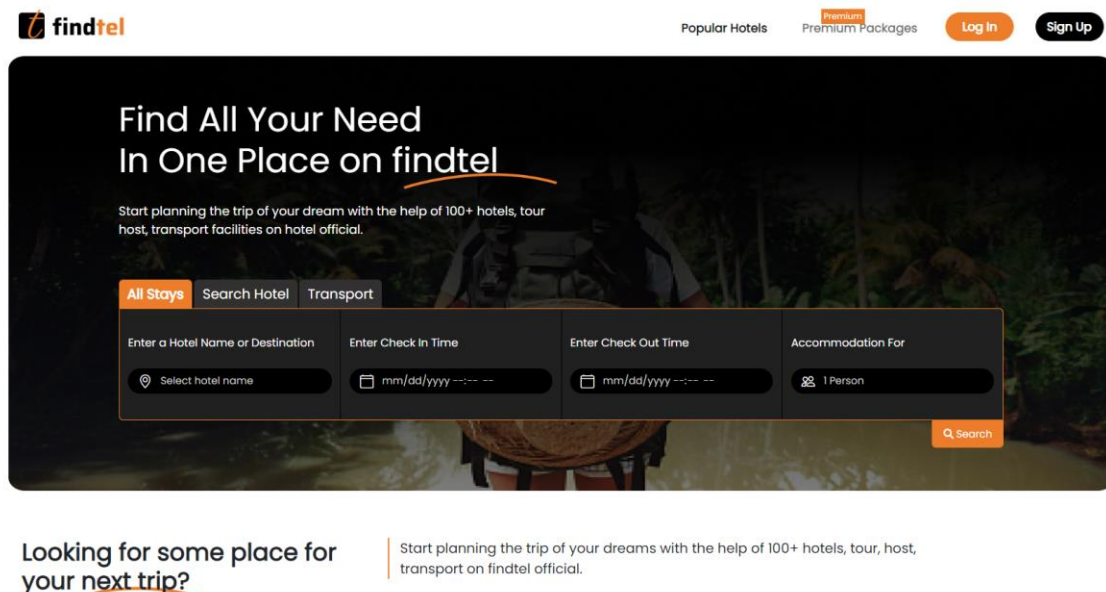 findtel
Popular Hotels
Premium
Premium Packages
Log In
Sign Up
Find All Your Need
In One Place on findtel
Start planning the trip of your dream with the help of 100+ hotels, tour
host, transport facilities on hotel official.
All Stays
Search Hotel
Transport
Enter a Hotel Name or Destination
Enter Check In Time
Enter Check Out Time
Accommodation For
Select hotel name
mm/dd/yyyy --:-- --
mm/dd/yyyy --:-- --
1 Person
Search
Looking for some place for
your next trip?
Start planning the trip of your dreams with the help of 100+ hotels, tour, host,
transport on findtel official.